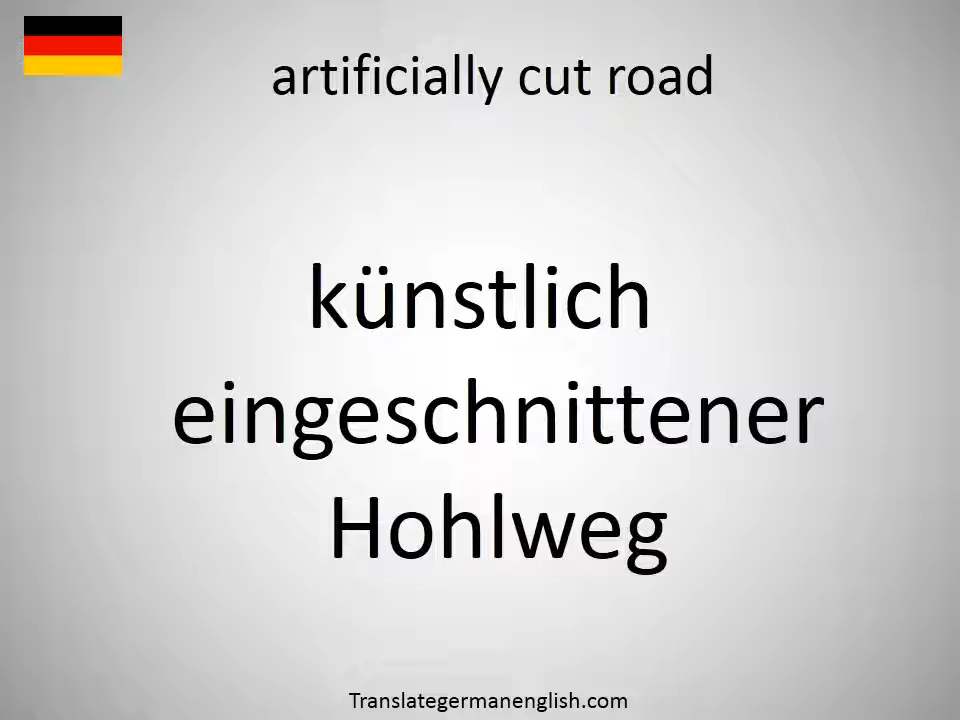 artificially cut road
künstlich
eingeschnittener
Hohlweg
Translategermanenglish.com